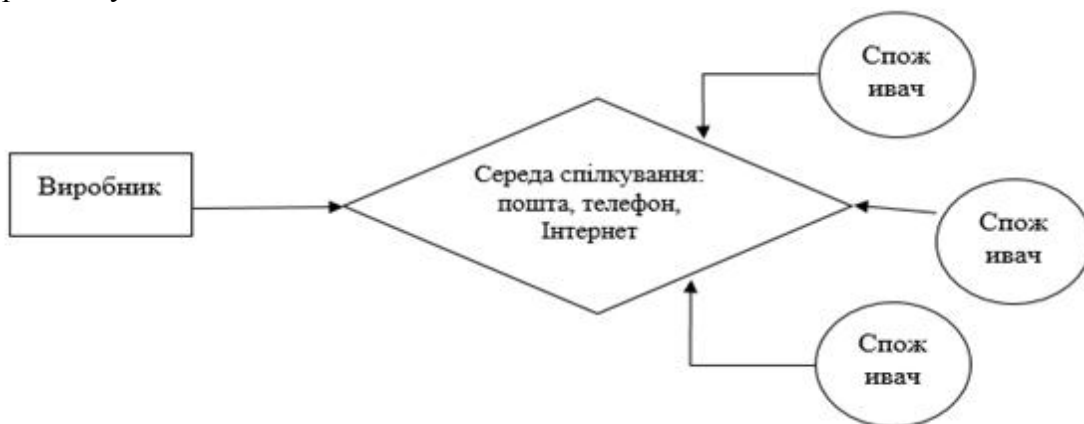 Виробник
Середа спілкування:
пошта, телефон,
Інтернет
Спож
ивач
Спож
ивач
Спож
ивач